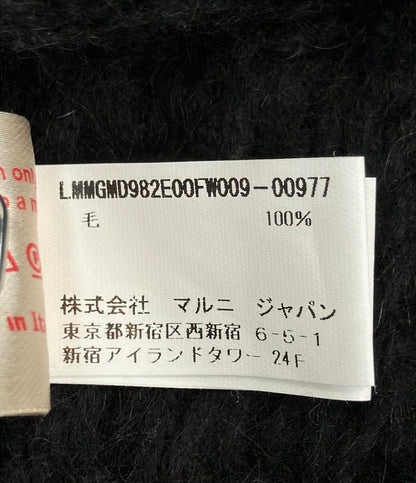 L.MMGMD982E00FW009-00977
毛 100%
株式会社 マルニ ジャパン
東京都新宿区西新宿 6-5-1
新宿アイランドタワー 24F